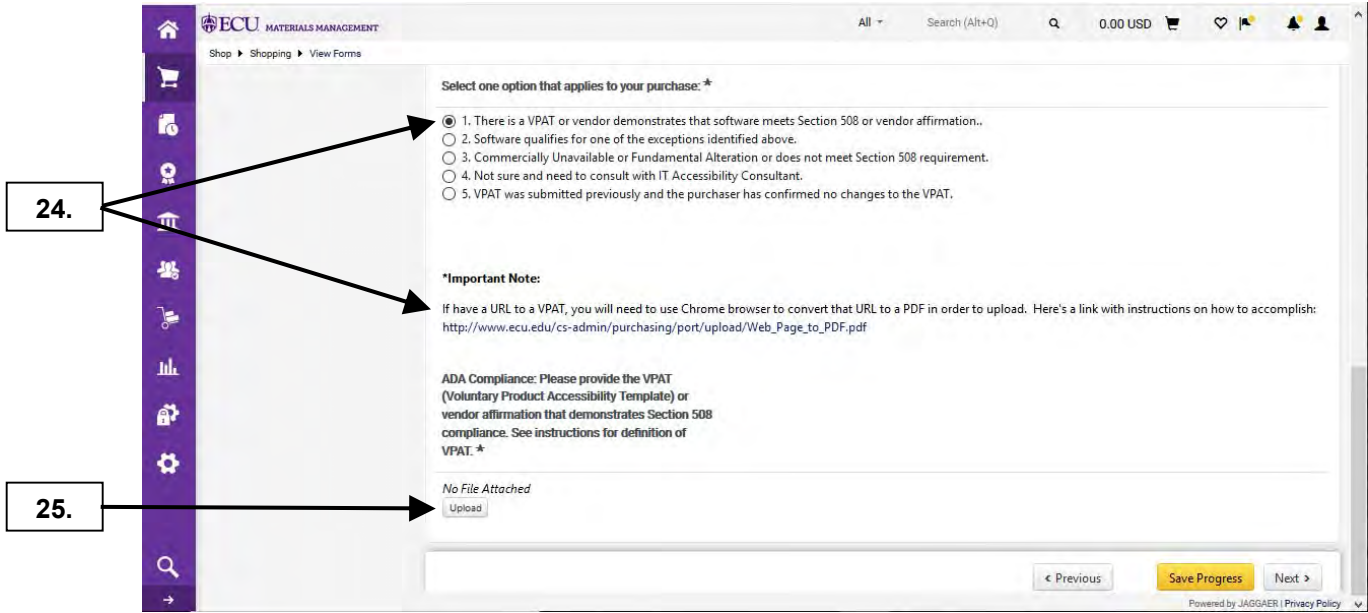 ECU MATERIALS MANAGEMENT
All
Search (Alt+Q)
0.00 USD
Shop Shopping View Forms
Select one option that applies to your purchase: *
1. There is a VPAT or vendor demonstrates that software meets Section 508 or vendor affirmation..
2. Software qualifies for one of the exceptions identified above.
3. Commercially Unavailable or Fundamental Alteration or does not meet Section 508 requirement.
4. Not sure and need to consult with IT Accessibility Consultant.
5. VPAT was submitted previously and the purchaser has confirmed no changes to the VPAT.
24.
*Important Note:
If have a URL to a VPAT, you will need to use Chrome browser to convert that URL to a PDF in order to upload. Here's a link with instructions on how to accomplish:
http://www.ecu.edu/cs-admin/purchasing/port/upload/Web_Page_to_PDF.pdf
ADA Compliance: Please provide the VPAT
(Voluntary Product Accessibility Template) or
vendor affirmation that demonstrates Section 508
compliance. See instructions for definition of
VPAT. *
No File Attached
25.
Upload
< Previous
Save Progress
Next >
Powered by JAGGAER | Privacy Policy